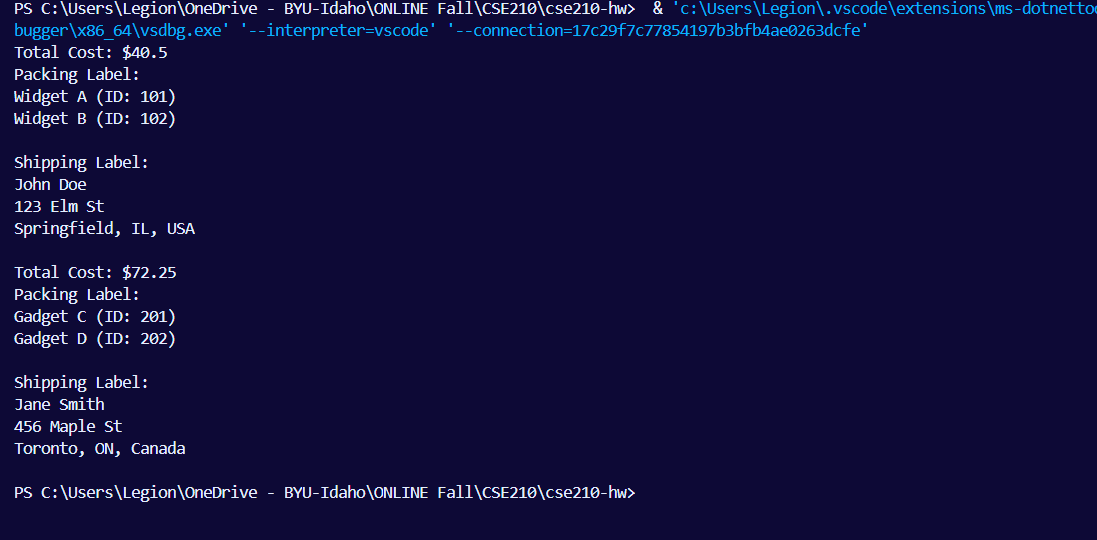 PS C:\Users\Legion\OneDrive - BYU-Idaho\ONLINE Fall\CSE210\cse210-hw>  & 'c:\Users\Legion\.vscode\extensions\ms-dotnettoo
bugger\x86_64\vsdbg.exe' '--interpreter=vscode' '--connection=17c29f7c77854197b3bfb4ae0263dcfe'
Total Cost: $40.5
Packing Label:
Widget A (ID: 101)
Widget B (ID: 102)

Shipping Label:
John Doe
123 Elm St
Springfield, IL, USA

Total Cost: $72.25
Packing Label:
Gadget C (ID: 201)
Gadget D (ID: 202)

Shipping Label:
Jane Smith
456 Maple St
Toronto, ON, Canada

PS C:\Users\Legion\OneDrive - BYU-Idaho\ONLINE Fall\CSE210\cse210-hw>